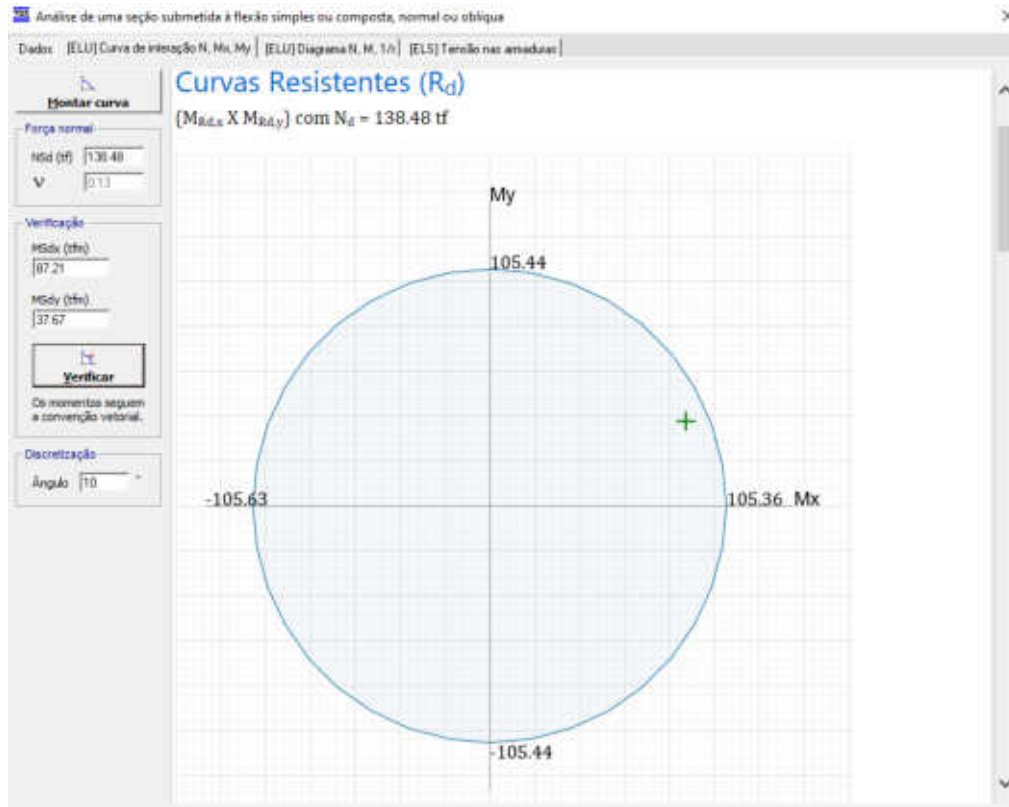 Análise de uma seção submetida à flexão simples ou composta, normal ou oblíqua
Dados [ELU] Curva de interação N, Mx, My [ELU] Diagrama N, M, 1/r [ELS] Tensão nas armaduras
Montar curva
Força normal
NSd (tf) 138.48
ν 0.13
Verificação
MSdx (tfm)
87.21
MSdy (tfm)
37.67
Verificar
Os momentos seguem
a convenção vetorial.
Discretização
Ângulo 10 °
Curvas Resistentes (Rd)
(MRd,x X MRd,y) com Nd = 138.48 tf
My
105.44
-105.63
105.36 Mx
-105.44